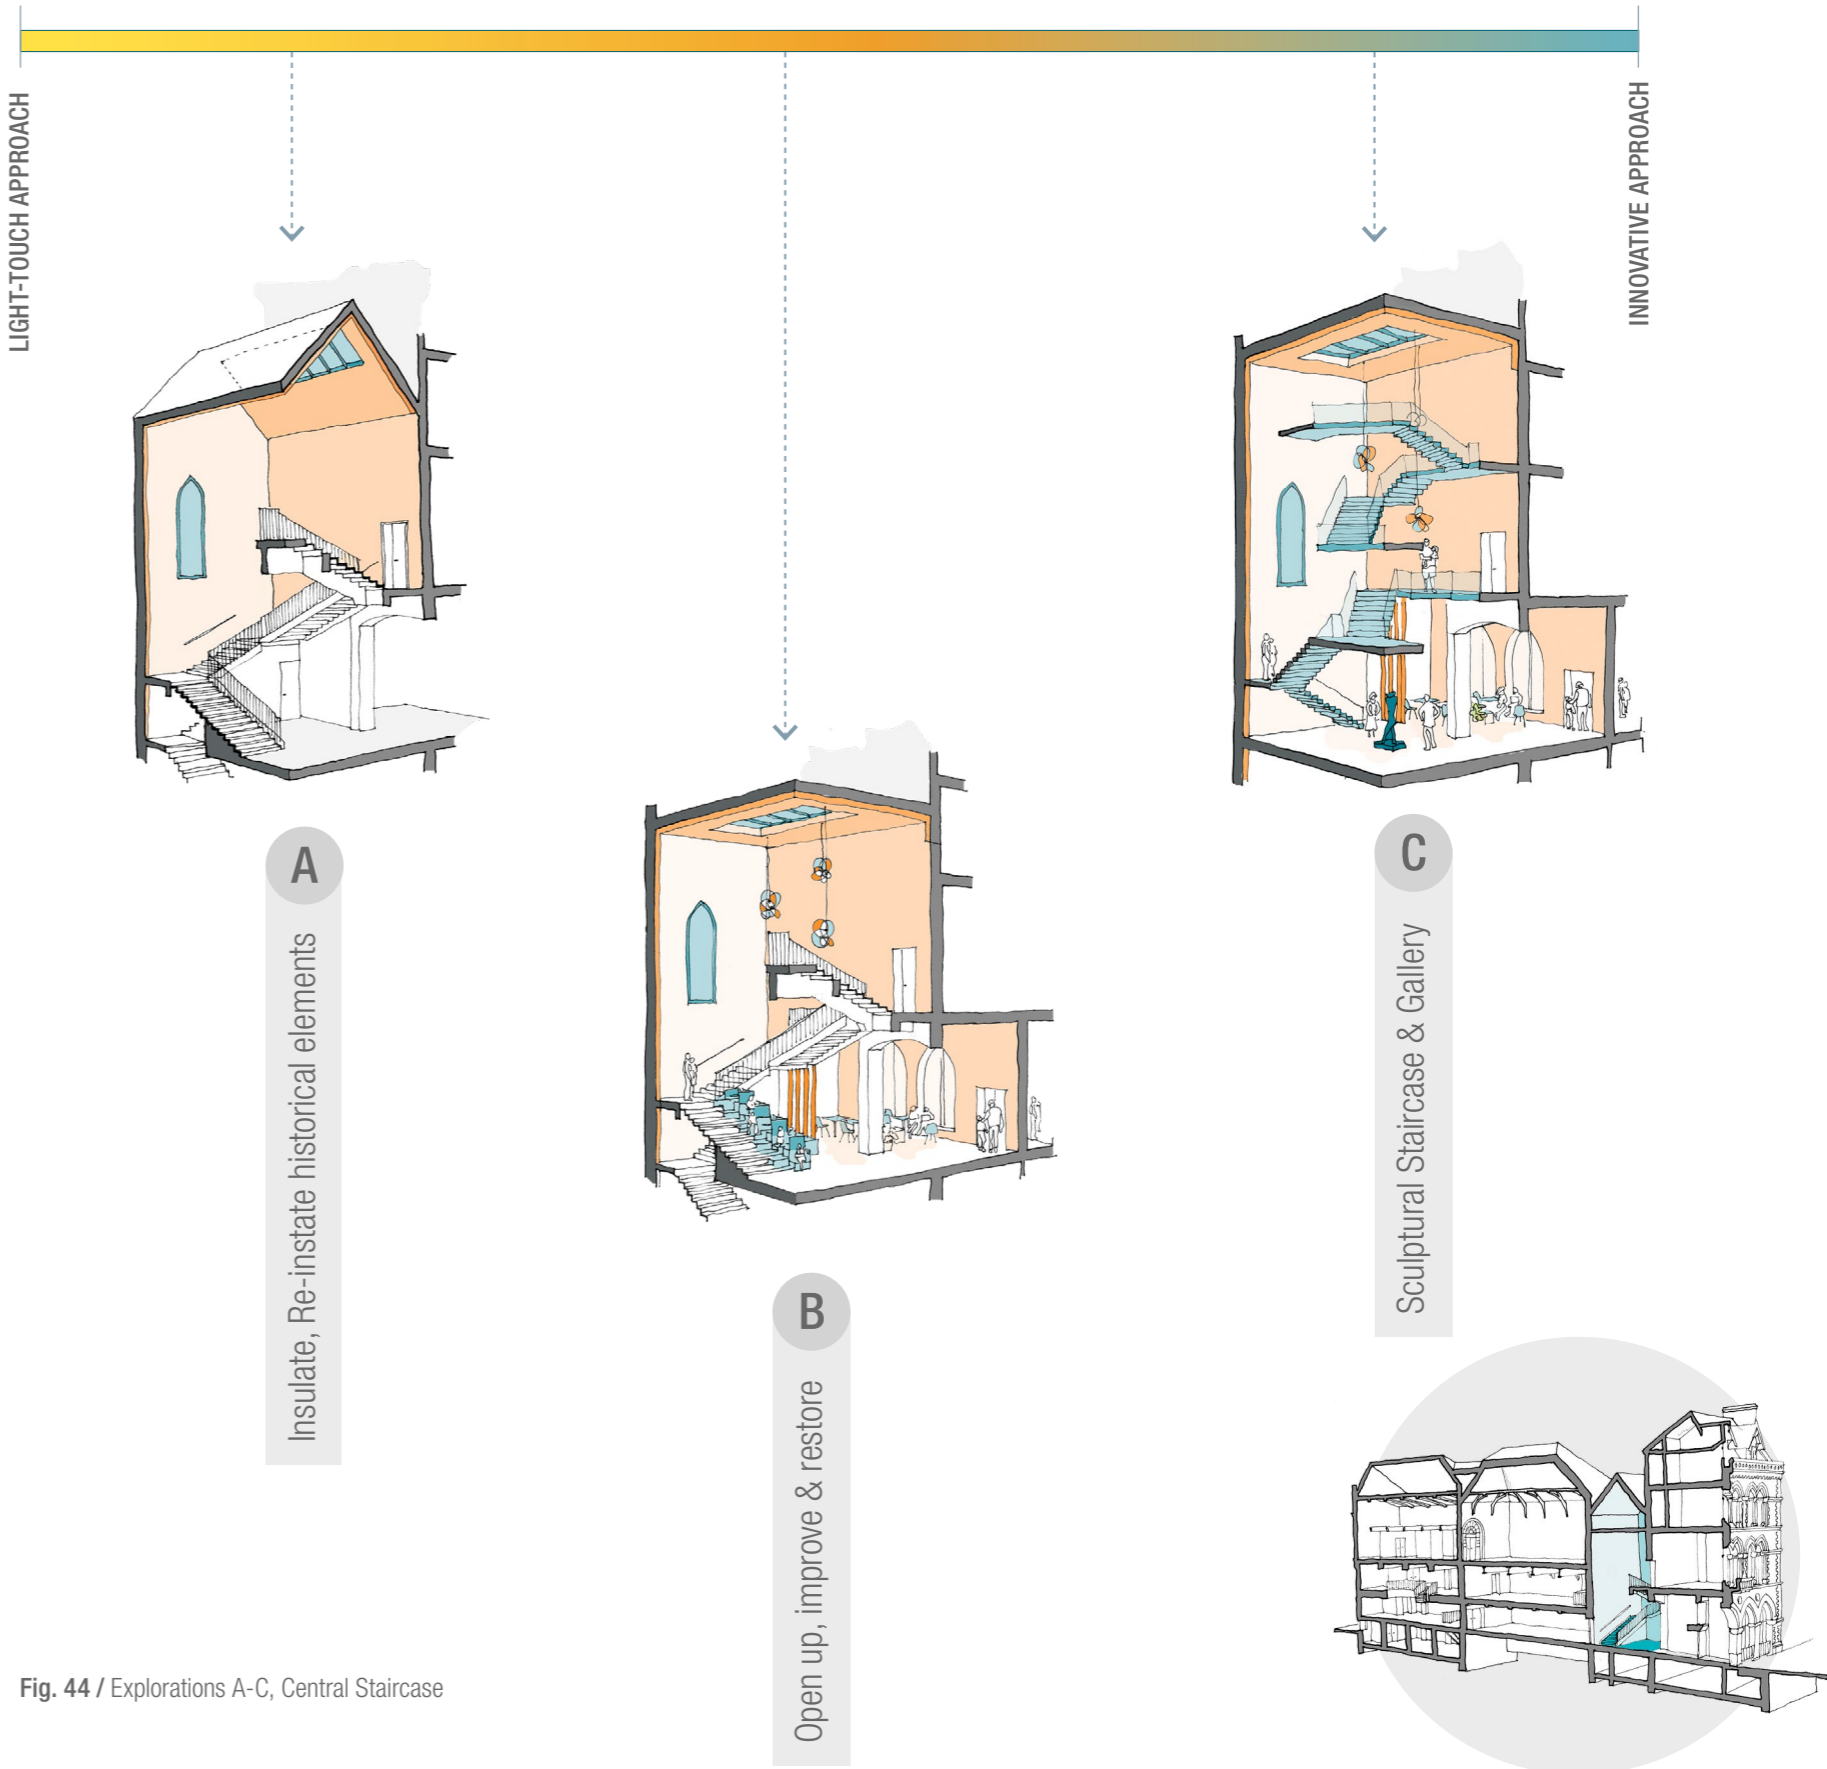 LIGHT-TOUCH APPROACH
INNOVATIVE APPROACH
A
Insulate, Re-instate historical elements
B
Open up, improve & restore
C
Sculptural Staircase & Gallery
Fig. 44 / Explorations A-C, Central Staircase